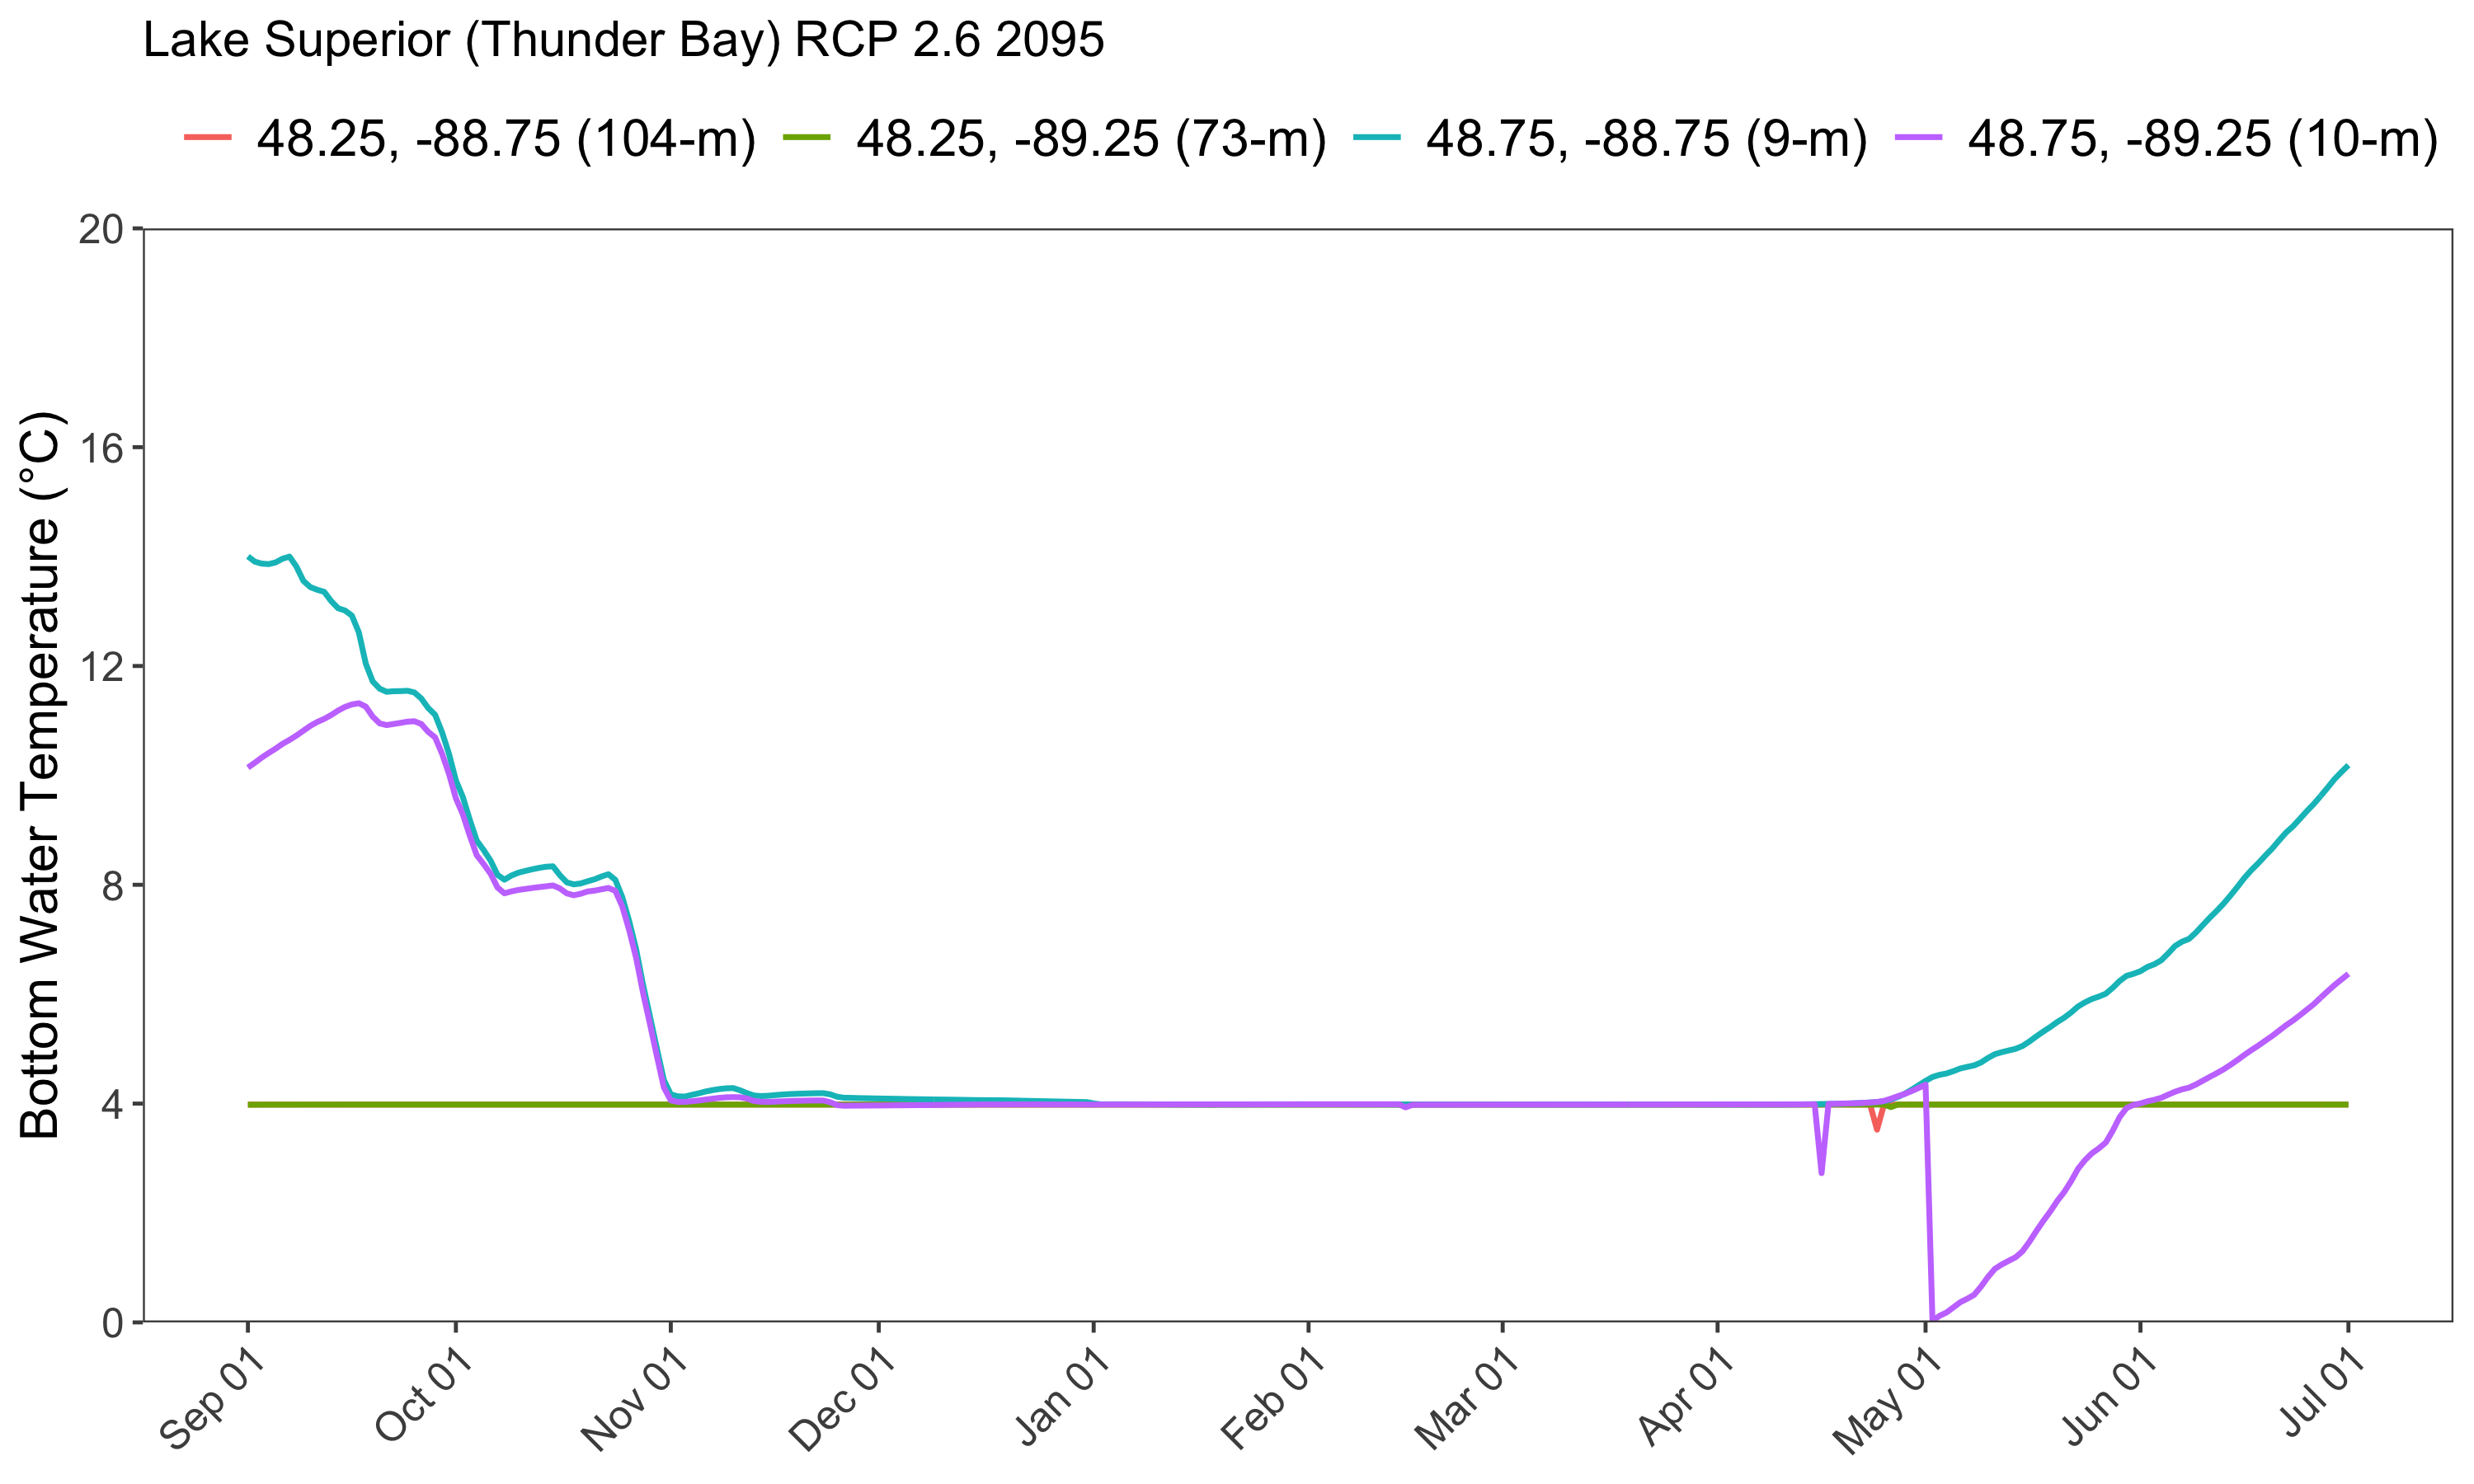 Lake Superior (Thunder Bay) RCP 2.6 2095
48.25, -88.75 (104-m) 48.25, -89.25 (73-m) 48.75, -88.75 (9-m) 48.75, -89.25 (10-m)
Bottom Water Temperature (°C)
20
16
12
8
4
0
Sep 01 Oct 01 Nov 01 Dec 01 Jan 01 Feb 01 Mar 01 Apr 01 May 01 Jun 01 Jul 01